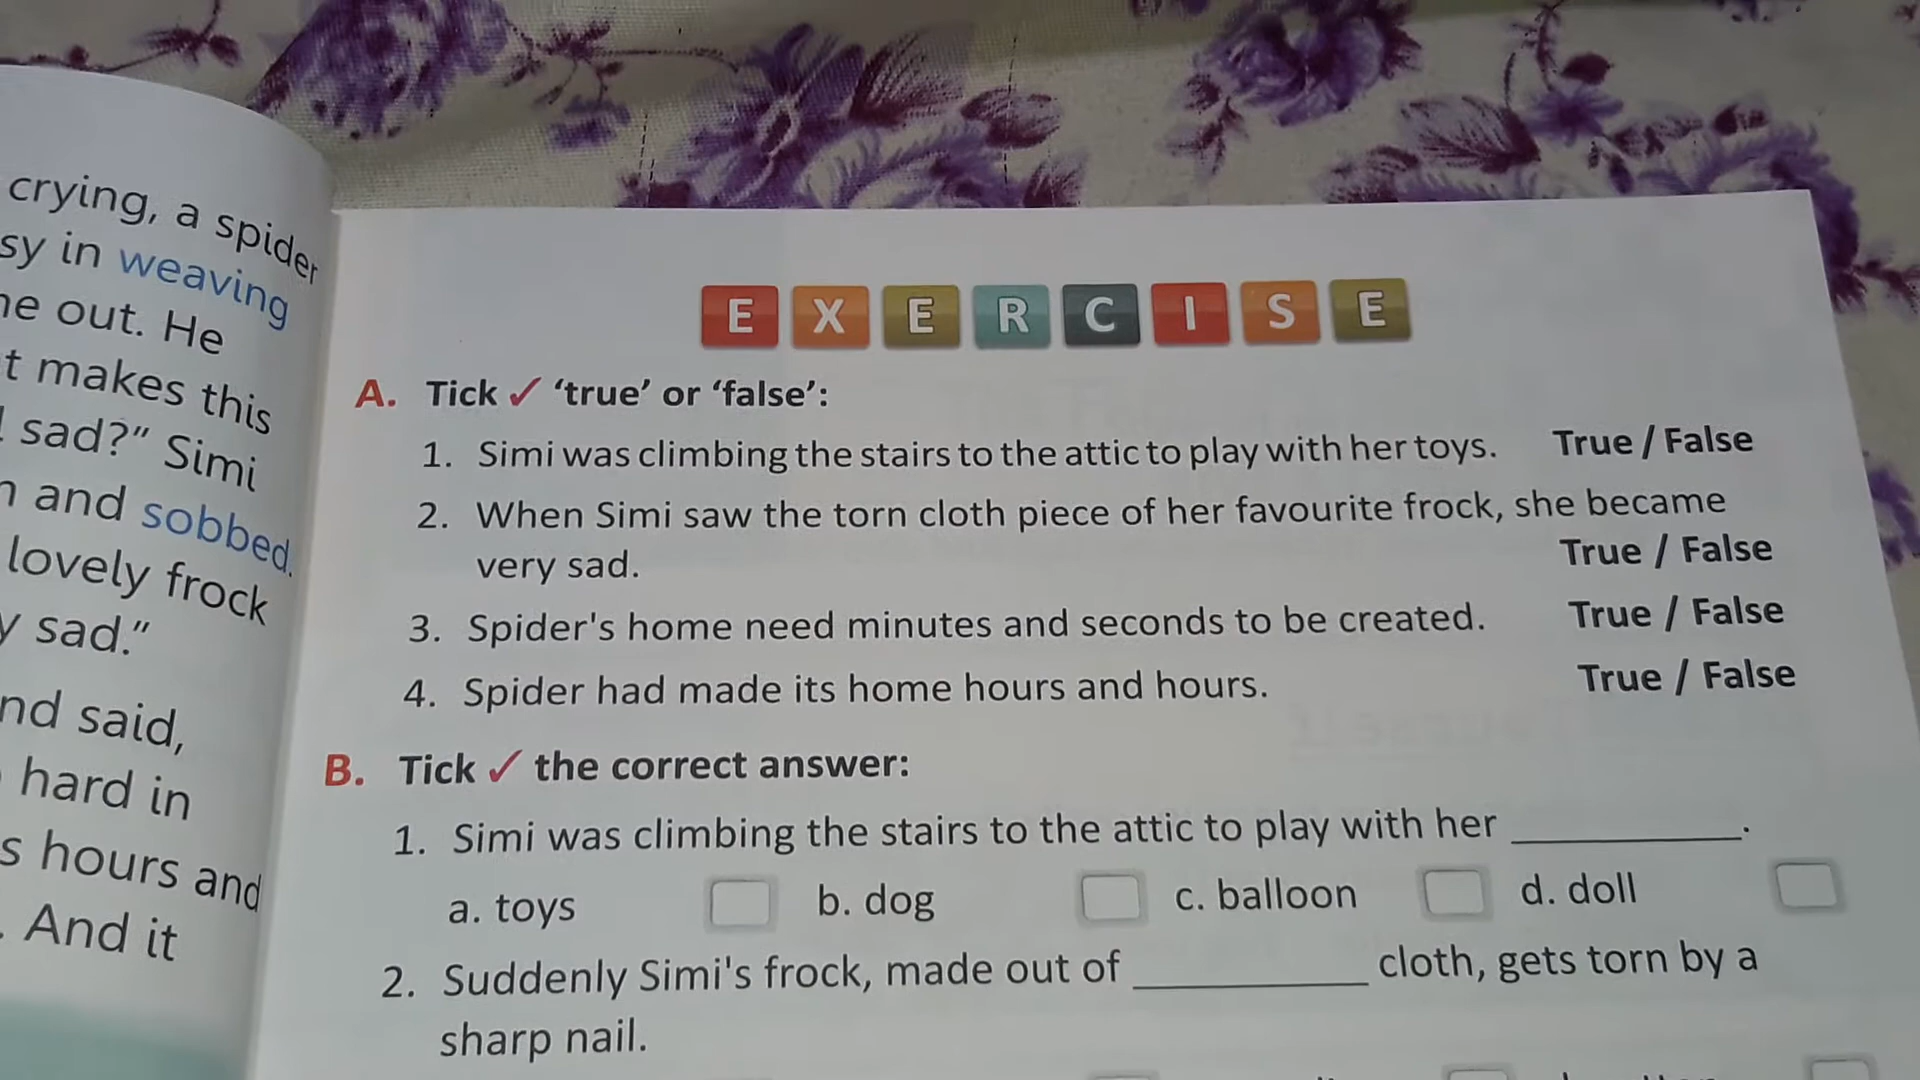 crying, a spider
sy in weaving
ne out. He
t makes this
sad?" Simi
and sobbed.
lovely frock
y sad."
nd said,
hard in
s hours and
. And it
EXERCISE
A. Tick ✓ 'true' or 'false':
1. Simi was climbing the stairs to the attic to play with her toys. True / False
2. When Simi saw the torn cloth piece of her favourite frock, she became
very sad. True / False
3. Spider's home need minutes and seconds to be created. True / False
4. Spider had made its home hours and hours. True / False
B. Tick ✓ the correct answer:
1. Simi was climbing the stairs to the attic to play with her __________.
a. toys b. dog c. balloon d. doll
2. Suddenly Simi's frock, made out of __________ cloth, gets torn by a
sharp nail.